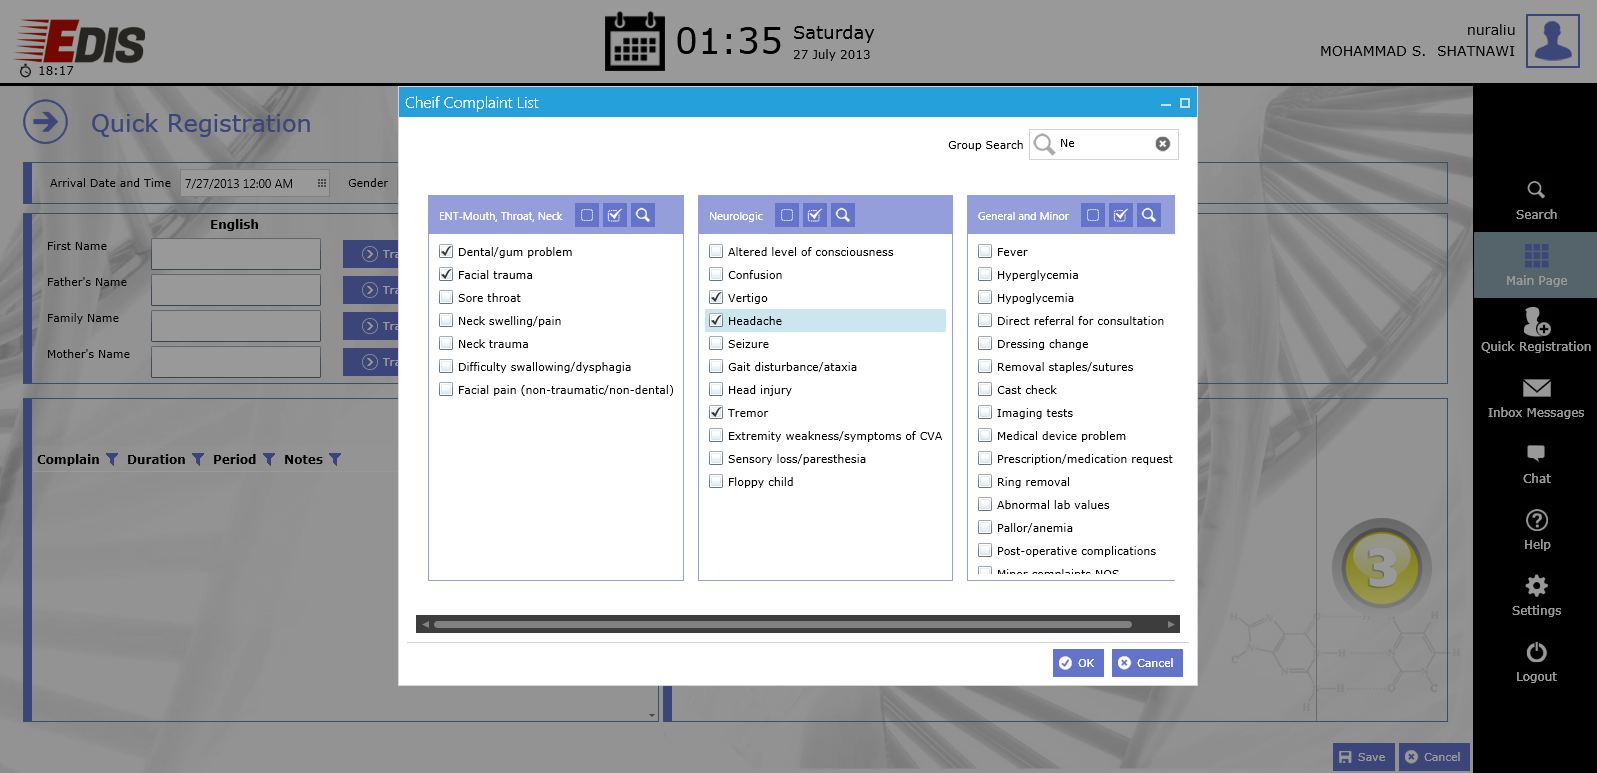 EDIS
18:17
01:35
Saturday
27 July 2013
nuraliu
MOHAMMAD S. SHATNAWI
Quick Registration
Arrival Date and Time 7/27/2013 12:00 AM Gender
English
First Name
Father's Name
Family Name
Mother's Name
Complain Duration Period Notes
Cheif Complaint List
Group Search Ne
ENT-Mouth, Throat, Neck
Dental/gum problem
Facial trauma
Sore throat
Neck swelling/pain
Neck trauma
Difficulty swallowing/dysphagia
Facial pain (non-traumatic/non-dental)
Neurologic
Altered level of consciousness
Confusion
Vertigo
Headache
Seizure
Gait disturbance/ataxia
Head injury
Tremor
Extremity weakness/symptoms of CVA
Sensory loss/paresthesia
Floppy child
General and Minor
Fever
Hyperglycemia
Hypoglycemia
Direct referral for consultation
Dressing change
Removal staples/sutures
Cast check
Imaging tests
Medical device problem
Prescription/medication request
Ring removal
Abnormal lab values
Pallor/anemia
Post-operative complications
Minor complaints NOS
OK Cancel
3
Save Cancel
Search
Main Page
Quick Registration
Inbox Messages
Chat
Help
Settings
Logout